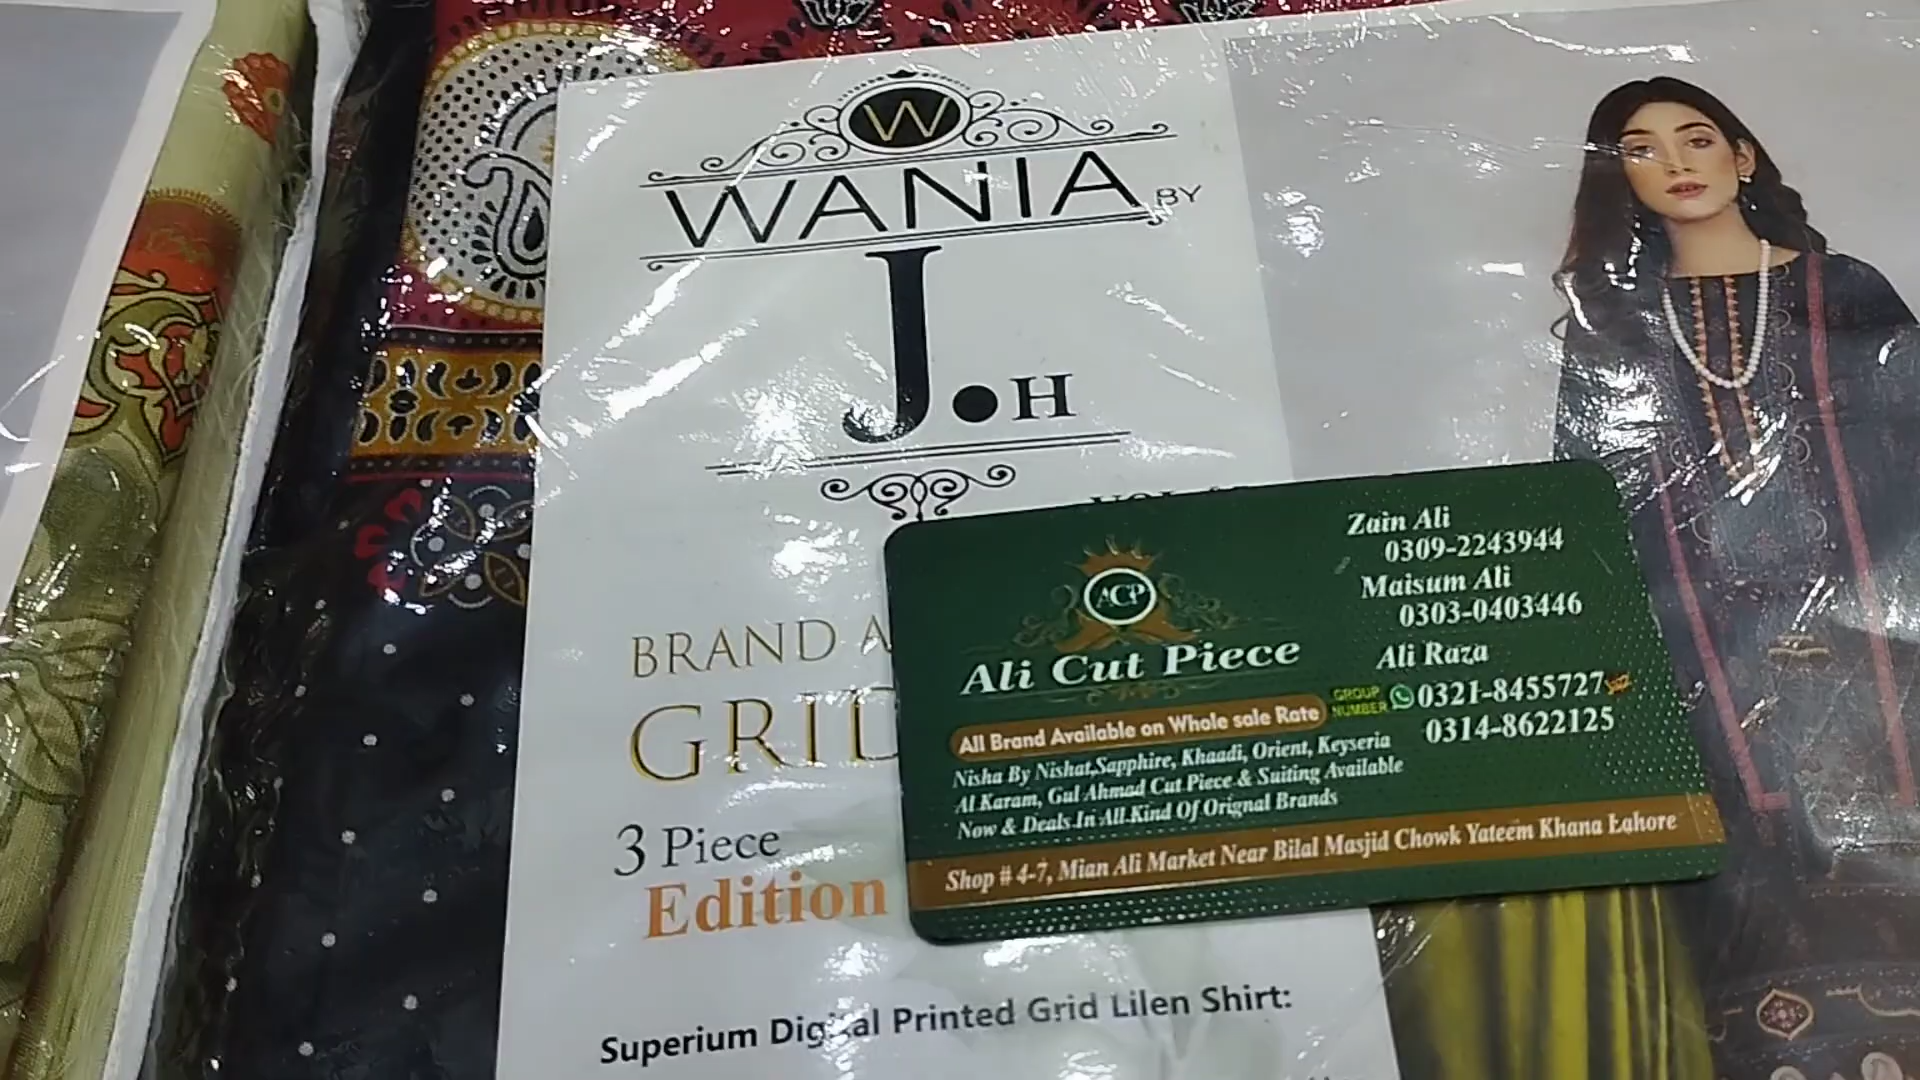 W
WANIA BY
J.H
BRAND
GRID
3 Piece
Edition
Superium Digital Printed Grid Lilen Shirt:
ACP
Ali Cut Piece
All Brand Available on Whole sale Rate
Nisha By Nishat,Sapphire, Khaadi, Orient, Keyseria
Al Karam, Gul Ahmad Cut Piece & Suiting Available
Now & Deals In All Kind Of Orignal Brands
Zain Ali
0309-2243944
Maisum Ali
0303-0403446
Ali Raza
GROUP
NUMBER
0321-8455727
0314-8622125
Shop # 4-7, Mian Ali Market Near Bilal Masjid Chowk Yateem Khana Lahore